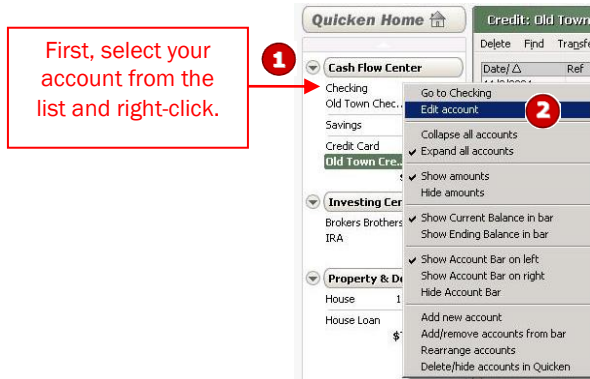 First, select your
account from the
list and right-click.
1
Quicken Home
Credit: Old Town
Delete Find Transfe
Date/ Ref
Cash Flow Center
Checking
Old Town Chec..
Savings
Credit Card
Old Town Cre..
Investing Cen
Brokers Brothers
IRA
Property & De
House 1
House Loan
$7
Go to Checking
Edit account
2
Collapse all accounts
Expand all accounts
Show amounts
Hide amounts
Show Current Balance in bar
Show Ending Balance in bar
Show Account Bar on left
Show Account Bar on right
Hide Account Bar
Add new account
Add/remove accounts from bar
Rearrange accounts
Delete/hide accounts in Quicken